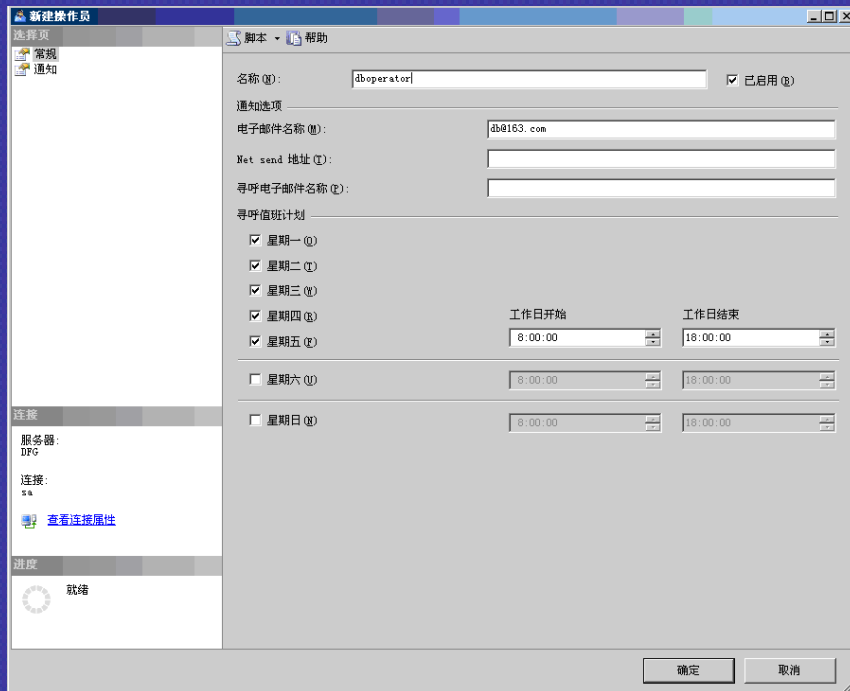 新建操作员
选择页
常规
通知
脚本 帮助
名称(N): dboperator 已启用(B)
通知选项
电子邮件名称(M): db@163.com
Net send 地址(T):
寻呼电子邮件名称(P):
寻呼值班计划
星期一(O)
星期二(T)
星期三(W)
星期四(R) 工作日开始 工作日结束
星期五(F) 8:00:00 18:00:00
星期六(U) 8:00:00 18:00:00
星期日(N) 8:00:00 18:00:00
连接
服务器:
DFG
连接:
sa
查看连接属性
进度
就绪
确定 取消